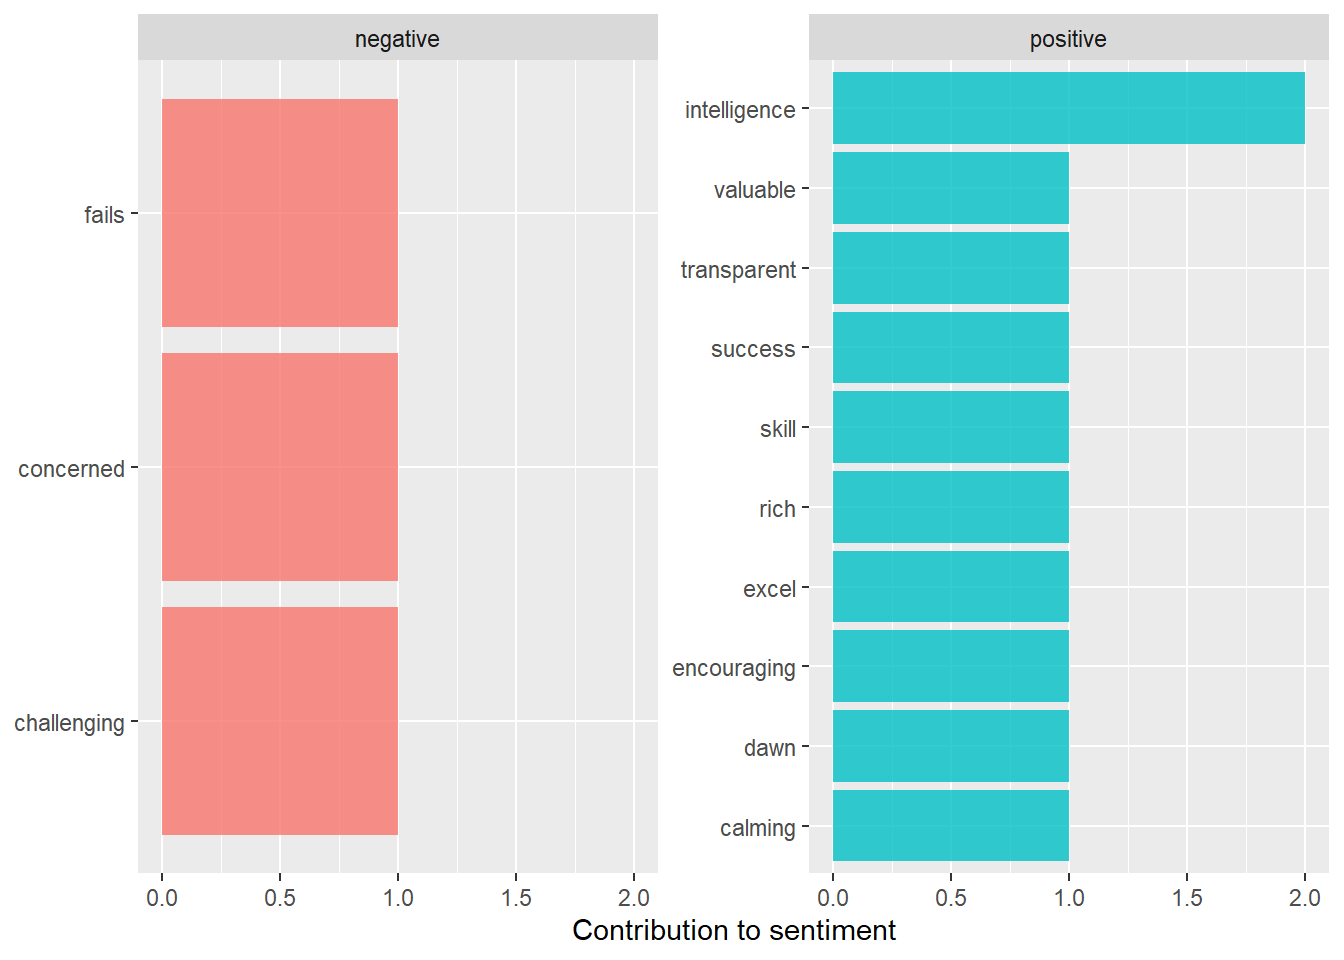 negative
fails
concerned
challenging
0.0 0.5 1.0 1.5 2.0
positive
intelligence
valuable
transparent
success
skill
rich
excel
encouraging
dawn
calming
0.0 0.5 1.0 1.5 2.0
Contribution to sentiment